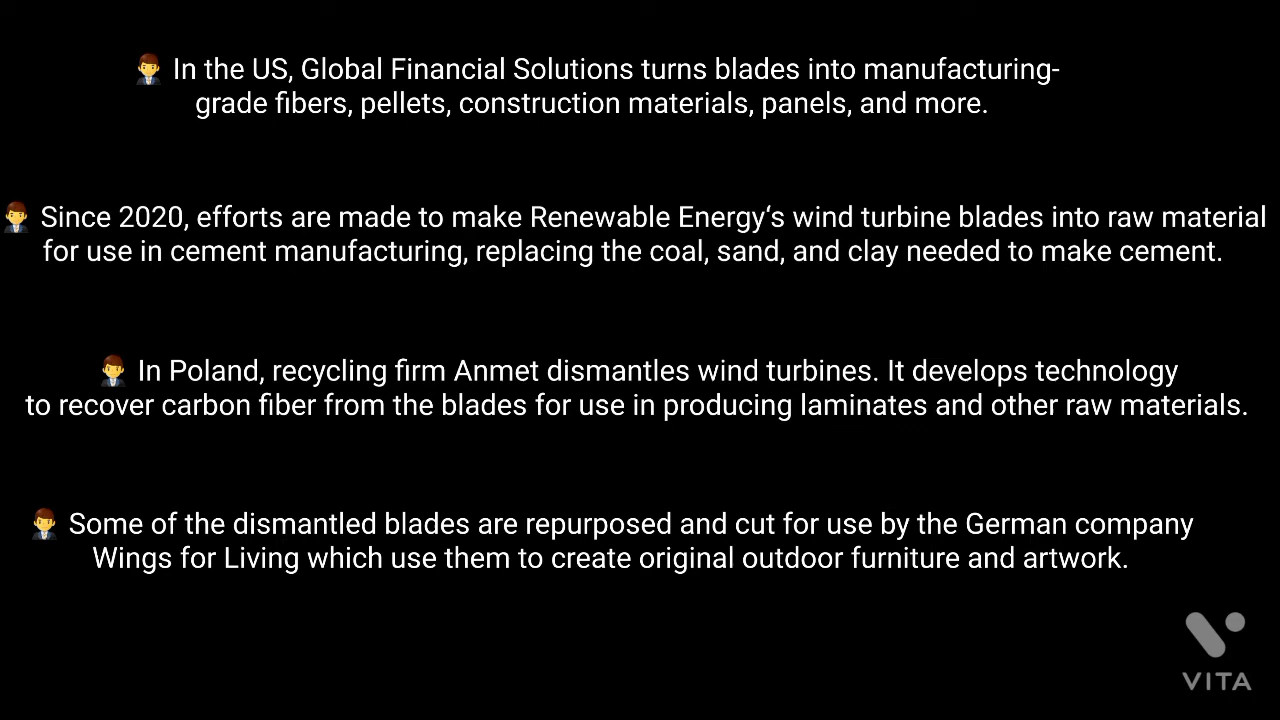 👨‍💼 In the US, Global Financial Solutions turns blades into manufacturing-
grade fibers, pellets, construction materials, panels, and more.
👨‍💼 Since 2020, efforts are made to make Renewable Energy‘s wind turbine blades into raw material
for use in cement manufacturing, replacing the coal, sand, and clay needed to make cement.
👨‍💼 In Poland, recycling firm Anmet dismantles wind turbines. It develops technology
to recover carbon fiber from the blades for use in producing laminates and other raw materials.
👨‍💼 Some of the dismantled blades are repurposed and cut for use by the German company
Wings for Living which use them to create original outdoor furniture and artwork.
VITA